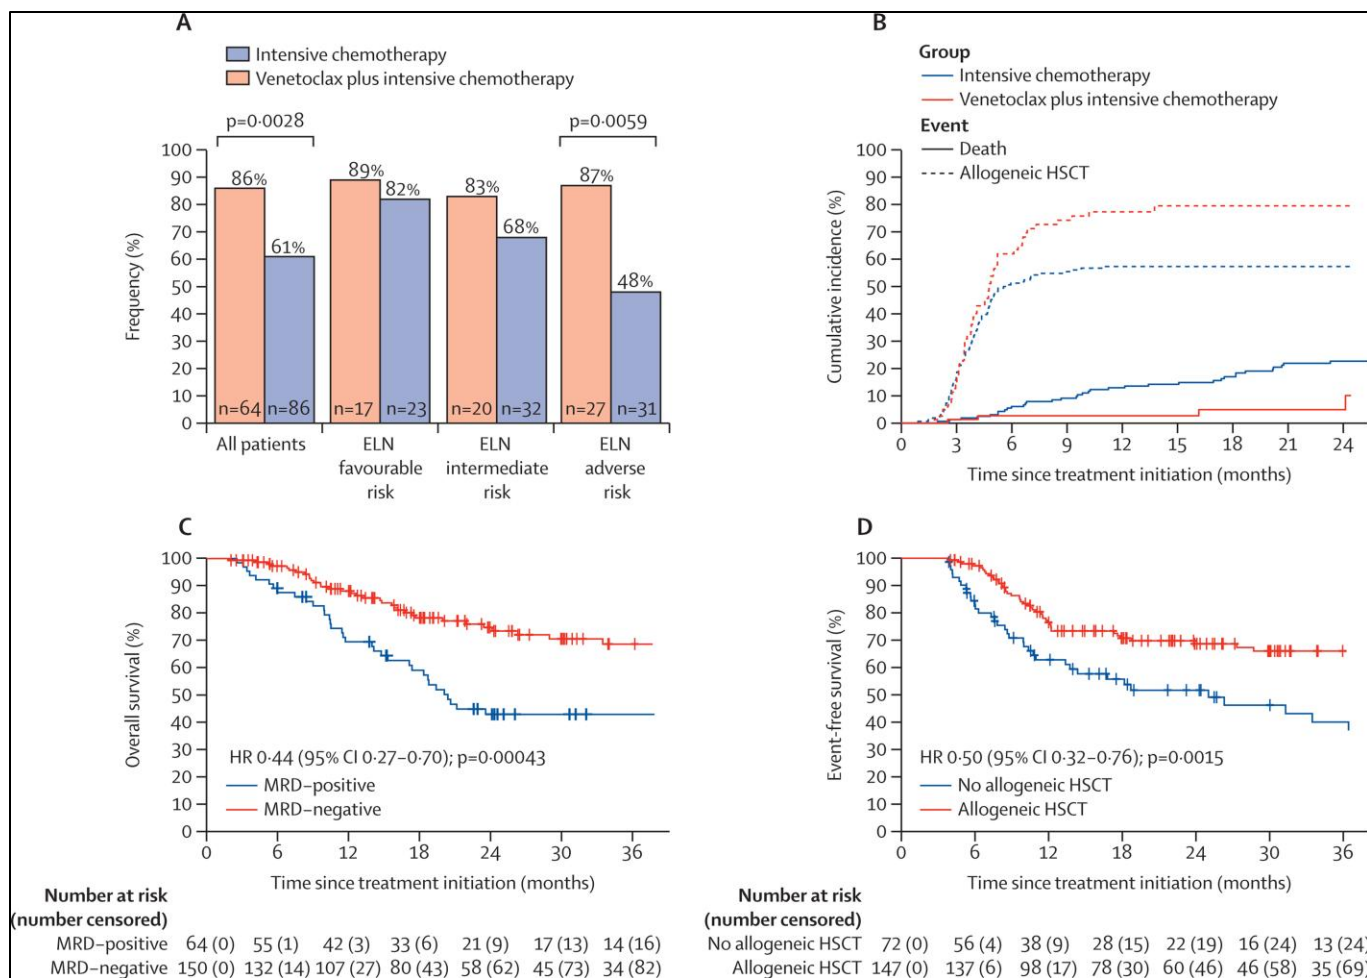 A
Intensive chemotherapy
Venetoclax plus intensive chemotherapy
p=0·0028
p=0·0059
Frequency (%)
100
90
80
70
60
50
40
30
20
10
0
86%
61%
89%
82%
83%
68%
87%
48%
n=64 n=86 n=17 n=23 n=20 n=32 n=27 n=31
All patients
ELN
favourable
risk
ELN
intermediate
risk
ELN
adverse
risk
B
Group
Intensive chemotherapy
Venetoclax plus intensive chemotherapy
Event
Death
Allogeneic HSCT
Cumulative incidence (%)
100
90
80
70
60
50
40
30
20
10
0
0 3 6 9 12 15 18 21 24
Time since treatment initiation (months)
C
Overall survival (%)
100
90
80
70
60
50
40
30
20
10
0
HR 0·44 (95% CI 0·27–0·70); p=0·00043
MRD–positive
MRD–negative
0 6 12 18 24 30 36
Time since treatment initiation (months)
Number at risk
(number censored)
MRD–positive 64 (0) 55 (1) 42 (3) 33 (6) 21 (9) 17 (13) 14 (16)
MRD–negative 150 (0) 132 (14) 107 (27) 80 (43) 58 (62) 45 (73) 34 (82)
D
Event-free survival (%)
100
90
80
70
60
50
40
30
20
10
0
HR 0·50 (95% CI 0·32–0·76); p=0·0015
No allogeneic HSCT
Allogeneic HSCT
0 6 12 18 24 30 36
Time since treatment initiation (months)
Number at risk
(number censored)
No allogeneic HSCT 72 (0) 56 (4) 38 (9) 28 (15) 22 (19) 16 (24) 13 (24)
Allogeneic HSCT 147 (0) 137 (6) 98 (17) 78 (30) 60 (46) 46 (58) 35 (69)